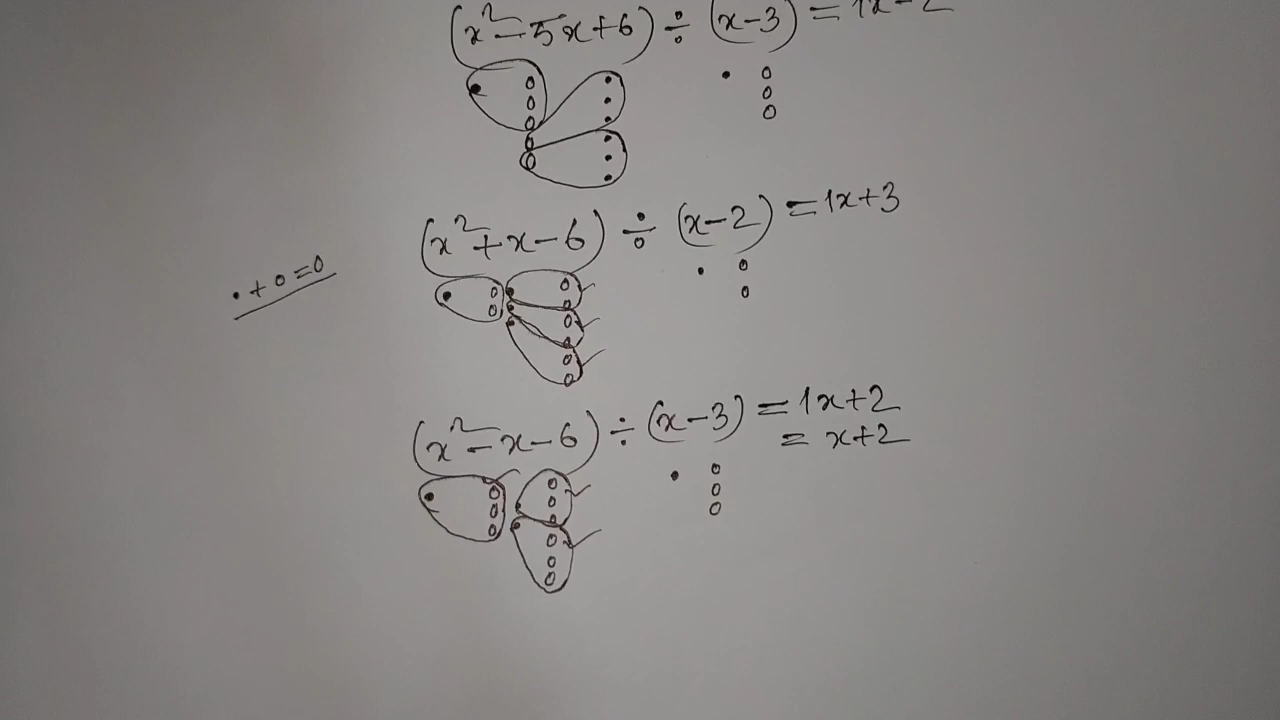 (x²-5x+6) ÷ (x-3) = 1x-2
(x²+x-6) ÷ (x-2) = 1x+3
•+o=o
(x²-x-6) ÷ (x-3) = 1x+2
= x+2